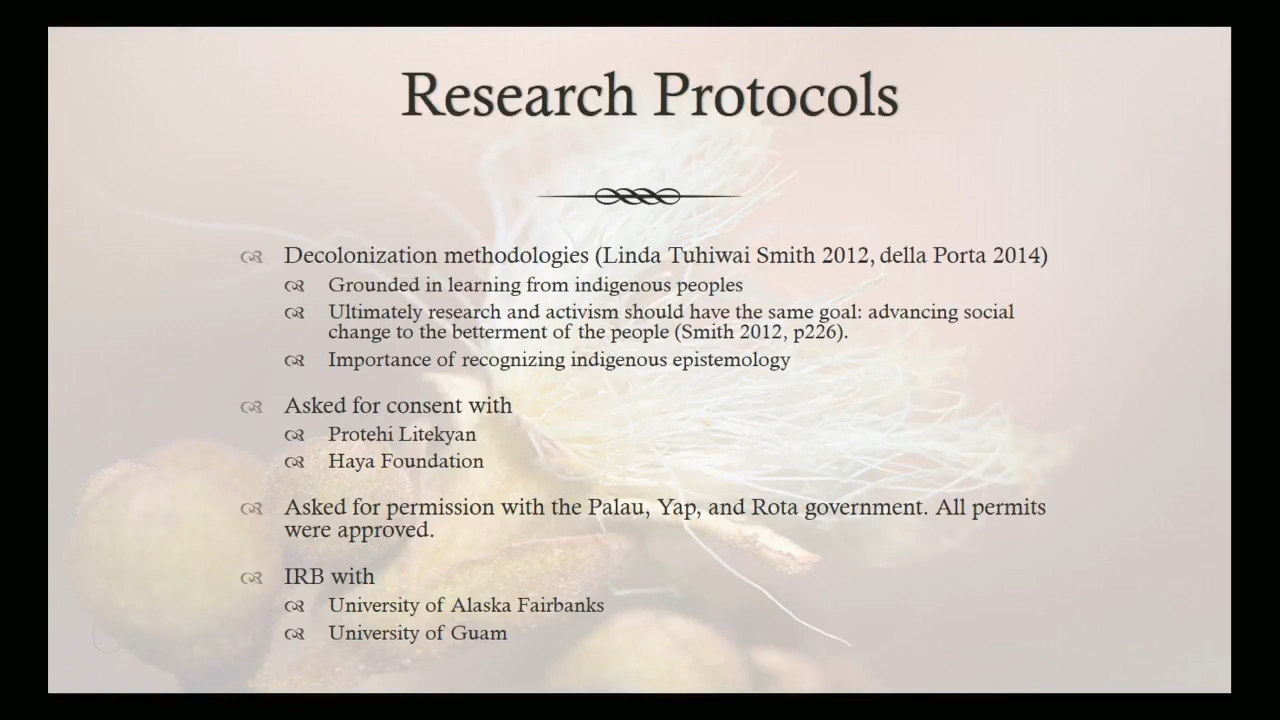 Research Protocols
Decolonization methodologies (Linda Tuhiwai Smith 2012, della Porta 2014)
Grounded in learning from indigenous peoples
Ultimately research and activism should have the same goal: advancing social
change to the betterment of the people (Smith 2012, p226).
Importance of recognizing indigenous epistemology
Asked for consent with
Protehi Litekyan
Haya Foundation
Asked for permission with the Palau, Yap, and Rota government. All permits
were approved.
IRB with
University of Alaska Fairbanks
University of Guam